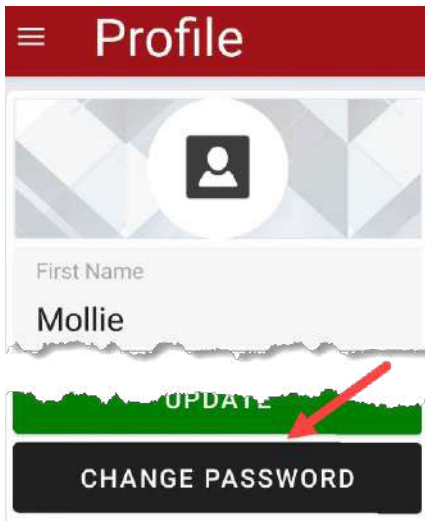 Profile
First Name
Mollie
UPDATE
CHANGE PASSWORD